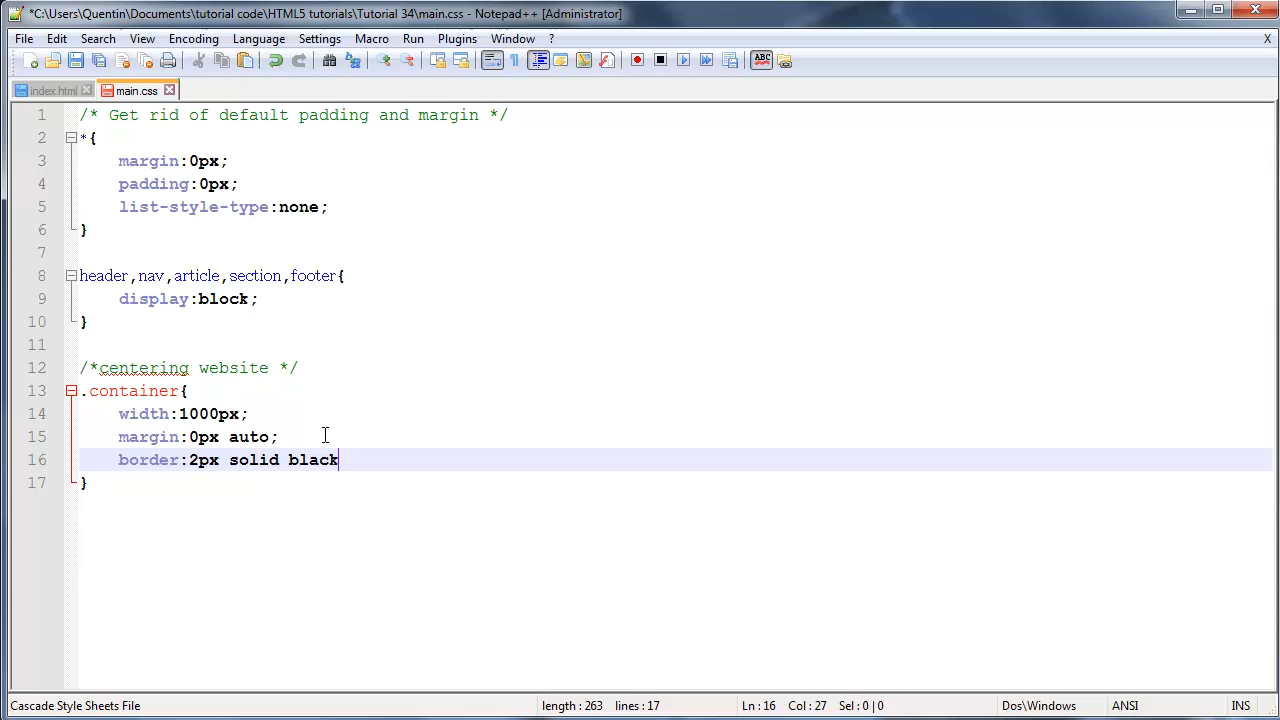 *C:\Users\Quentin\Documents\tutorial code\HTML5 tutorials\Tutorial 34\main.css - Notepad++ [Administrator]
File Edit Search View Encoding Language Settings Macro Run Plugins Window ? X
ABC
index.html main.css
1 /* Get rid of default padding and margin */
2 *{
3 margin:0px;
4 padding:0px;
5 list-style-type:none;
6 }
7
8 header,nav,article,section,footer{
9 display:block;
10 }
11
12 /*centering website */
13 .container{
14 width:1000px;
15 margin:0px auto;
16 border:2px solid black
17 }
Cascade Style Sheets File length : 263 lines : 17 Ln : 16 Col : 27 Sel : 0 | 0 Dos\Windows ANSI INS